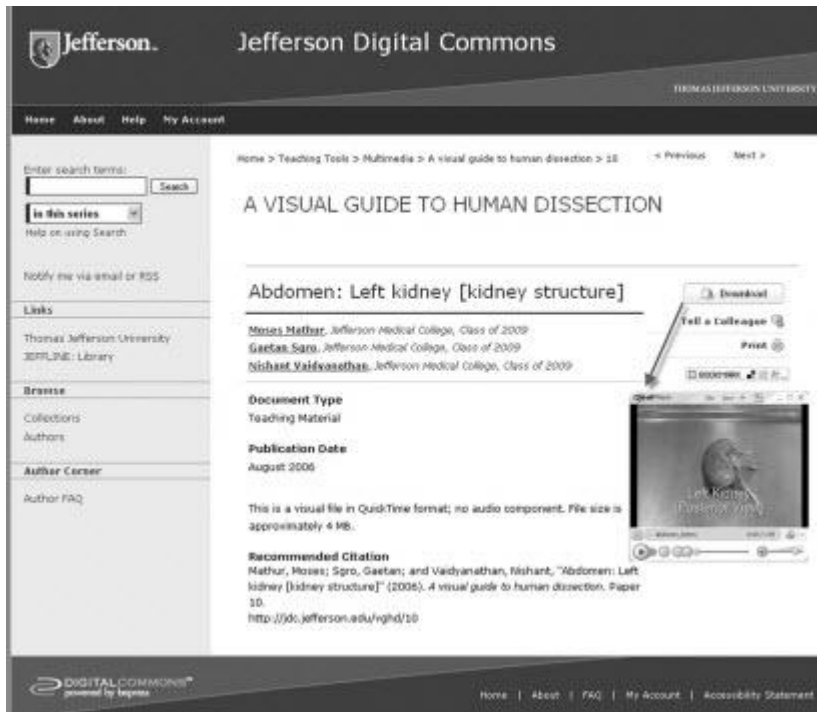 Jefferson.
Jefferson Digital Commons
THOMAS JEFFERSON UNIVERSITY
Home About Help My Account
Enter search terms:
Search
in this series
Help on using Search
Notify me via email or RSS
Links
Thomas Jefferson University
JEFFLINE: Library
Browse
Collections
Authors
Author Corner
Author FAQ
Home > Teaching Tools > Multimedia > A visual guide to human dissection > 10 < Previous Next >
A VISUAL GUIDE TO HUMAN DISSECTION
Abdomen: Left kidney [kidney structure]
Moses Mathur, Jefferson Medical College, Class of 2009
Gaetan Sgro, Jefferson Medical College, Class of 2009
Nishant Vaidyanathan, Jefferson Medical College, Class of 2009
Document Type
Teaching Material
Publication Date
August 2006
This is a visual file in QuickTime format; no audio component. File size is
approximately 4 MB.
Recommended Citation
Mathur, Moses; Sgro, Gaetan; and Vaidyanathan, Nishant, "Abdomen: Left
kidney [kidney structure]" (2006). A visual guide to human dissection. Paper
10.
http://jdc.jefferson.edu/vghd/10
Download
Tell a Colleague
Print
BOOKMARK
Left Kidney
Posterior View
DIGITAL COMMONS
powered by bepress
Home | About | FAQ | My Account | Accessibility Statement